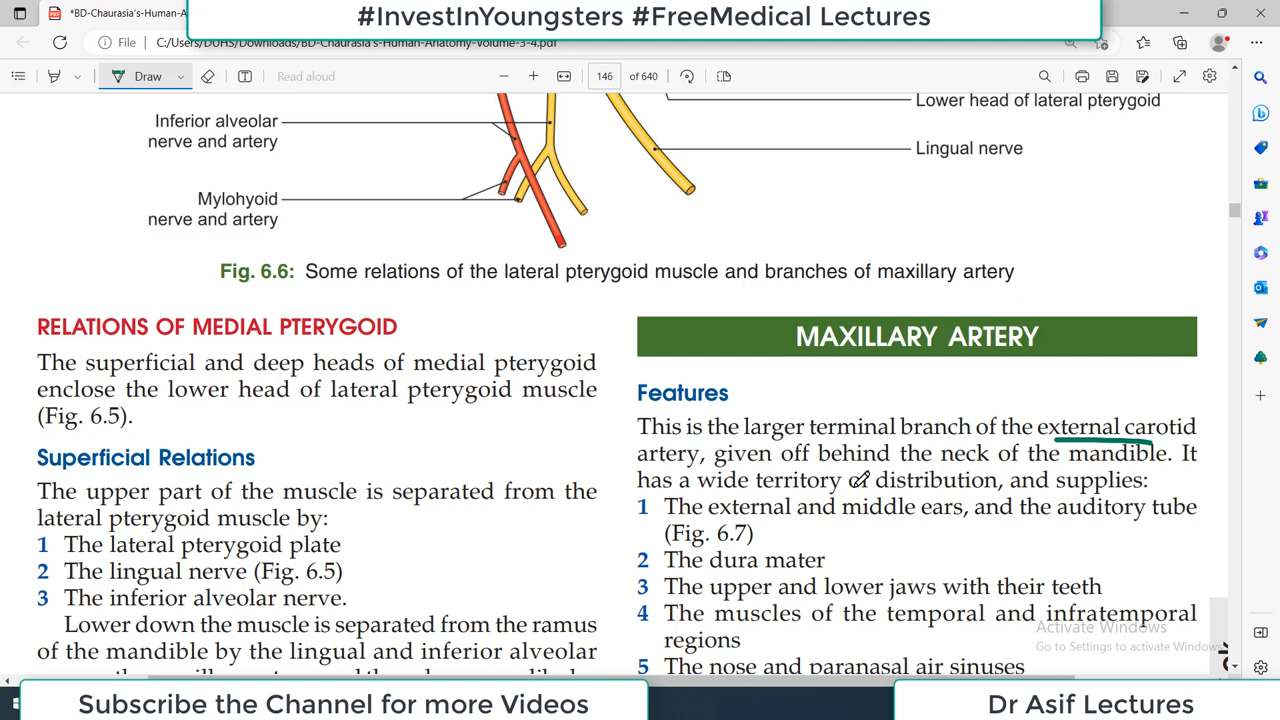 #InvestInYoungsters #FreeMedical Lectures
*BD-Chaurasia's-Human-A
File
C:/Users/DUHS/Downloads/BD-Chaurasia's-Human-Anatomy-Volume-3-4.pdf
Draw
Read aloud
146 of 640
Lower head of lateral pterygoid
Inferior alveolar
nerve and artery
Lingual nerve
Mylohyoid
nerve and artery
Fig. 6.6: Some relations of the lateral pterygoid muscle and branches of maxillary artery
RELATIONS OF MEDIAL PTERYGOID
The superficial and deep heads of medial pterygoid
enclose the lower head of lateral pterygoid muscle
(Fig. 6.5).
Superficial Relations
The upper part of the muscle is separated from the
lateral pterygoid muscle by:
1 The lateral pterygoid plate
2 The lingual nerve (Fig. 6.5)
3 The inferior alveolar nerve.
Lower down the muscle is separated from the ramus
of the mandible by the lingual and inferior alveolar
MAXILLARY ARTERY
Features
This is the larger terminal branch of the external carotid
artery, given off behind the neck of the mandible. It
has a wide territory of distribution, and supplies:
1 The external and middle ears, and the auditory tube
(Fig. 6.7)
2 The dura mater
3 The upper and lower jaws with their teeth
4 The muscles of the temporal and infratemporal
regions
5 The nose and paranasal air sinuses
Activate Windows
Go to Settings to activate Windows.
Subscribe the Channel for more Videos
Dr Asif Lectures